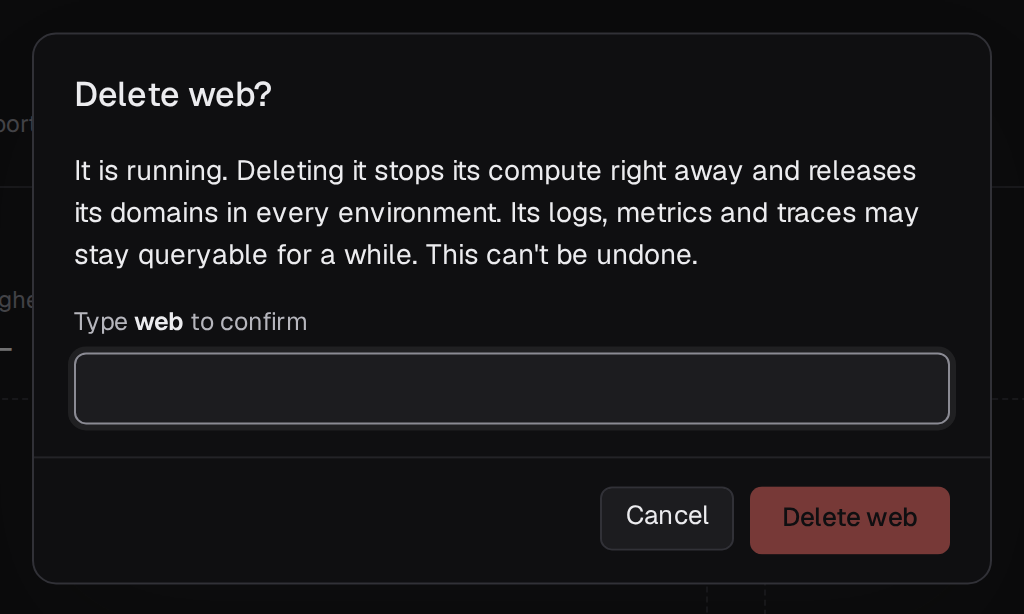 Delete web?
port
It is running. Deleting it stops its compute right away and releases
its domains in every environment. Its logs, metrics and traces may
stay queryable for a while. This can't be undone.
Type web to confirm
Cancel
Delete web